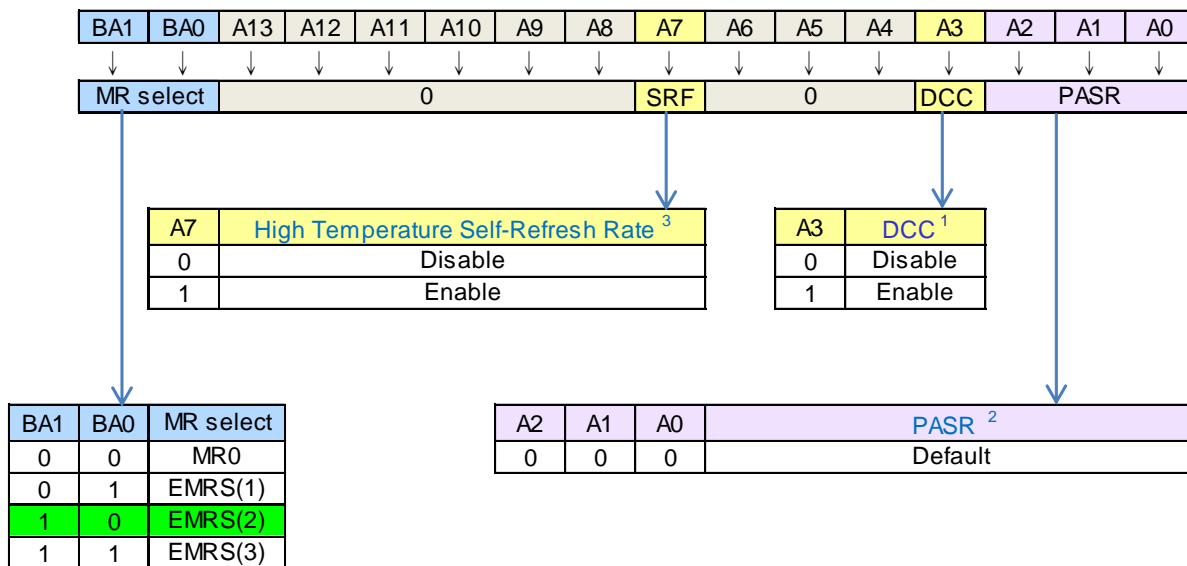 BA1 BA0 A13 A12 A11 A10 A9 A8 A7 A6 A5 A4 A3 A2 A1 A0
↓ ↓ ↓ ↓ ↓ ↓ ↓ ↓ ↓ ↓ ↓ ↓ ↓ ↓ ↓ ↓
MR select 0 SRF 0 DCC PASR
A7 High Temperature Self-Refresh Rate 3
0 Disable
1 Enable
A3 DCC 1
0 Disable
1 Enable
BA1 BA0 MR select
0 0 MR0
0 1 EMRS(1)
1 0 EMRS(2)
1 1 EMRS(3)
A2 A1 A0 PASR 2
0 0 0 Default